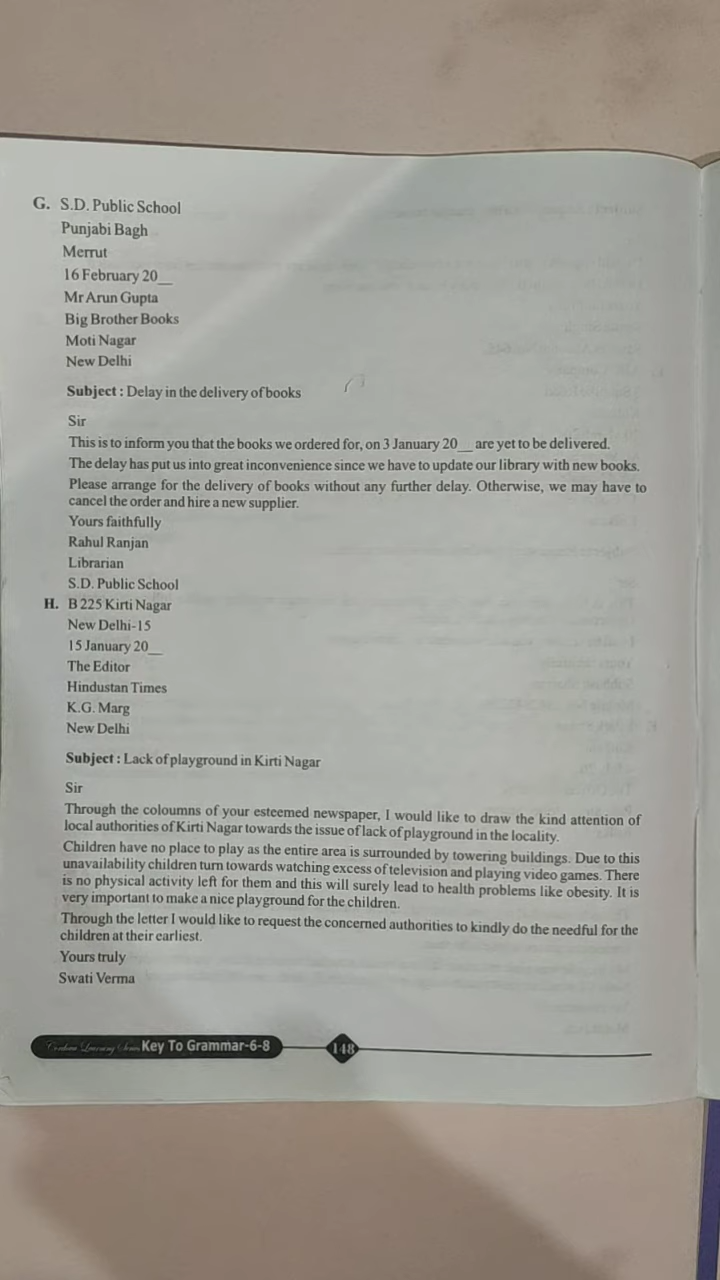 G. S.D. Public School
Punjabi Bagh
Merrut
16 February 20__
Mr Arun Gupta
Big Brother Books
Moti Nagar
New Delhi
Subject : Delay in the delivery of books
Sir
This is to inform you that the books we ordered for, on 3 January 20__ are yet to be delivered.
The delay has put us into great inconvenience since we have to update our library with new books.
Please arrange for the delivery of books without any further delay. Otherwise, we may have to
cancel the order and hire a new supplier.
Yours faithfully
Rahul Ranjan
Librarian
S.D. Public School
H. B 225 Kirti Nagar
New Delhi-15
15 January 20__
The Editor
Hindustan Times
K.G. Marg
New Delhi
Subject : Lack of playground in Kirti Nagar
Sir
Through the coloumns of your esteemed newspaper, I would like to draw the kind attention of
local authorities of Kirti Nagar towards the issue of lack of playground in the locality.
Children have no place to play as the entire area is surrounded by towering buildings. Due to this
unavailability children turn towards watching excess of television and playing video games. There
is no physical activity left for them and this will surely lead to health problems like obesity. It is
very important to make a nice playground for the children.
Through the letter I would like to request the concerned authorities to kindly do the needful for the
children at their earliest.
Yours truly
Swati Verma
Key To Grammar-6-8
148